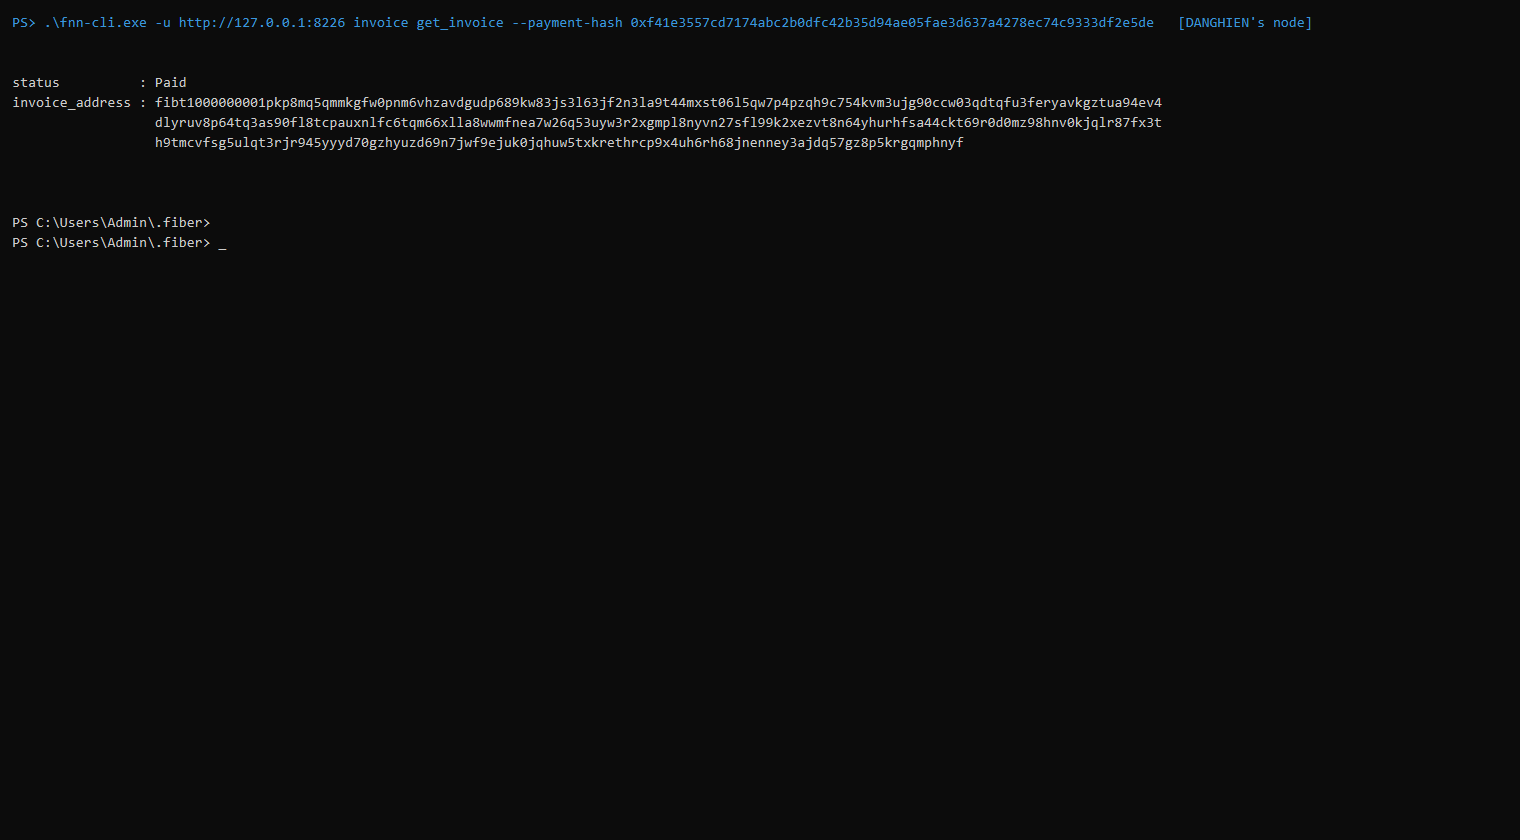 PS> .\fnn-cli.exe -u http://127.0.0.1:8226 invoice get_invoice --payment-hash 0xf41e3557cd7174abc2b0dfc42b35d94ae05fae3d637a4278ec74c9333df2e5de   [DANGHIEN's node]
status          : Paid
invoice_address : fibt1000000001pkp8mq5qmmkgfw0pnm6vhzavdgudp689kw83js3l63jf2n3la9t44mxst06l5qw7p4pzqh9c754kvm3ujg90ccw03qdtqfu3feryavkgztua94ev4
dlyruv8p64tq3as90fl8tcpauxnlfc6tqm66xlla8wwmfnea7w26q53uyw3r2xgmpl8nyvn27sfl99k2xezvt8n64yhurhfsa44ckt69r0d0mz98hnv0kjqlr87fx3t
h9tmcvfsg5ulqt3rjr945yyyd70gzhyuzd69n7jwf9ejuk0jqhuw5txkrethrcp9x4uh6rh68jnenney3ajdq57gz8p5krgqmphnyf
PS C:\Users\Admin\.fiber>
PS C:\Users\Admin\.fiber> _